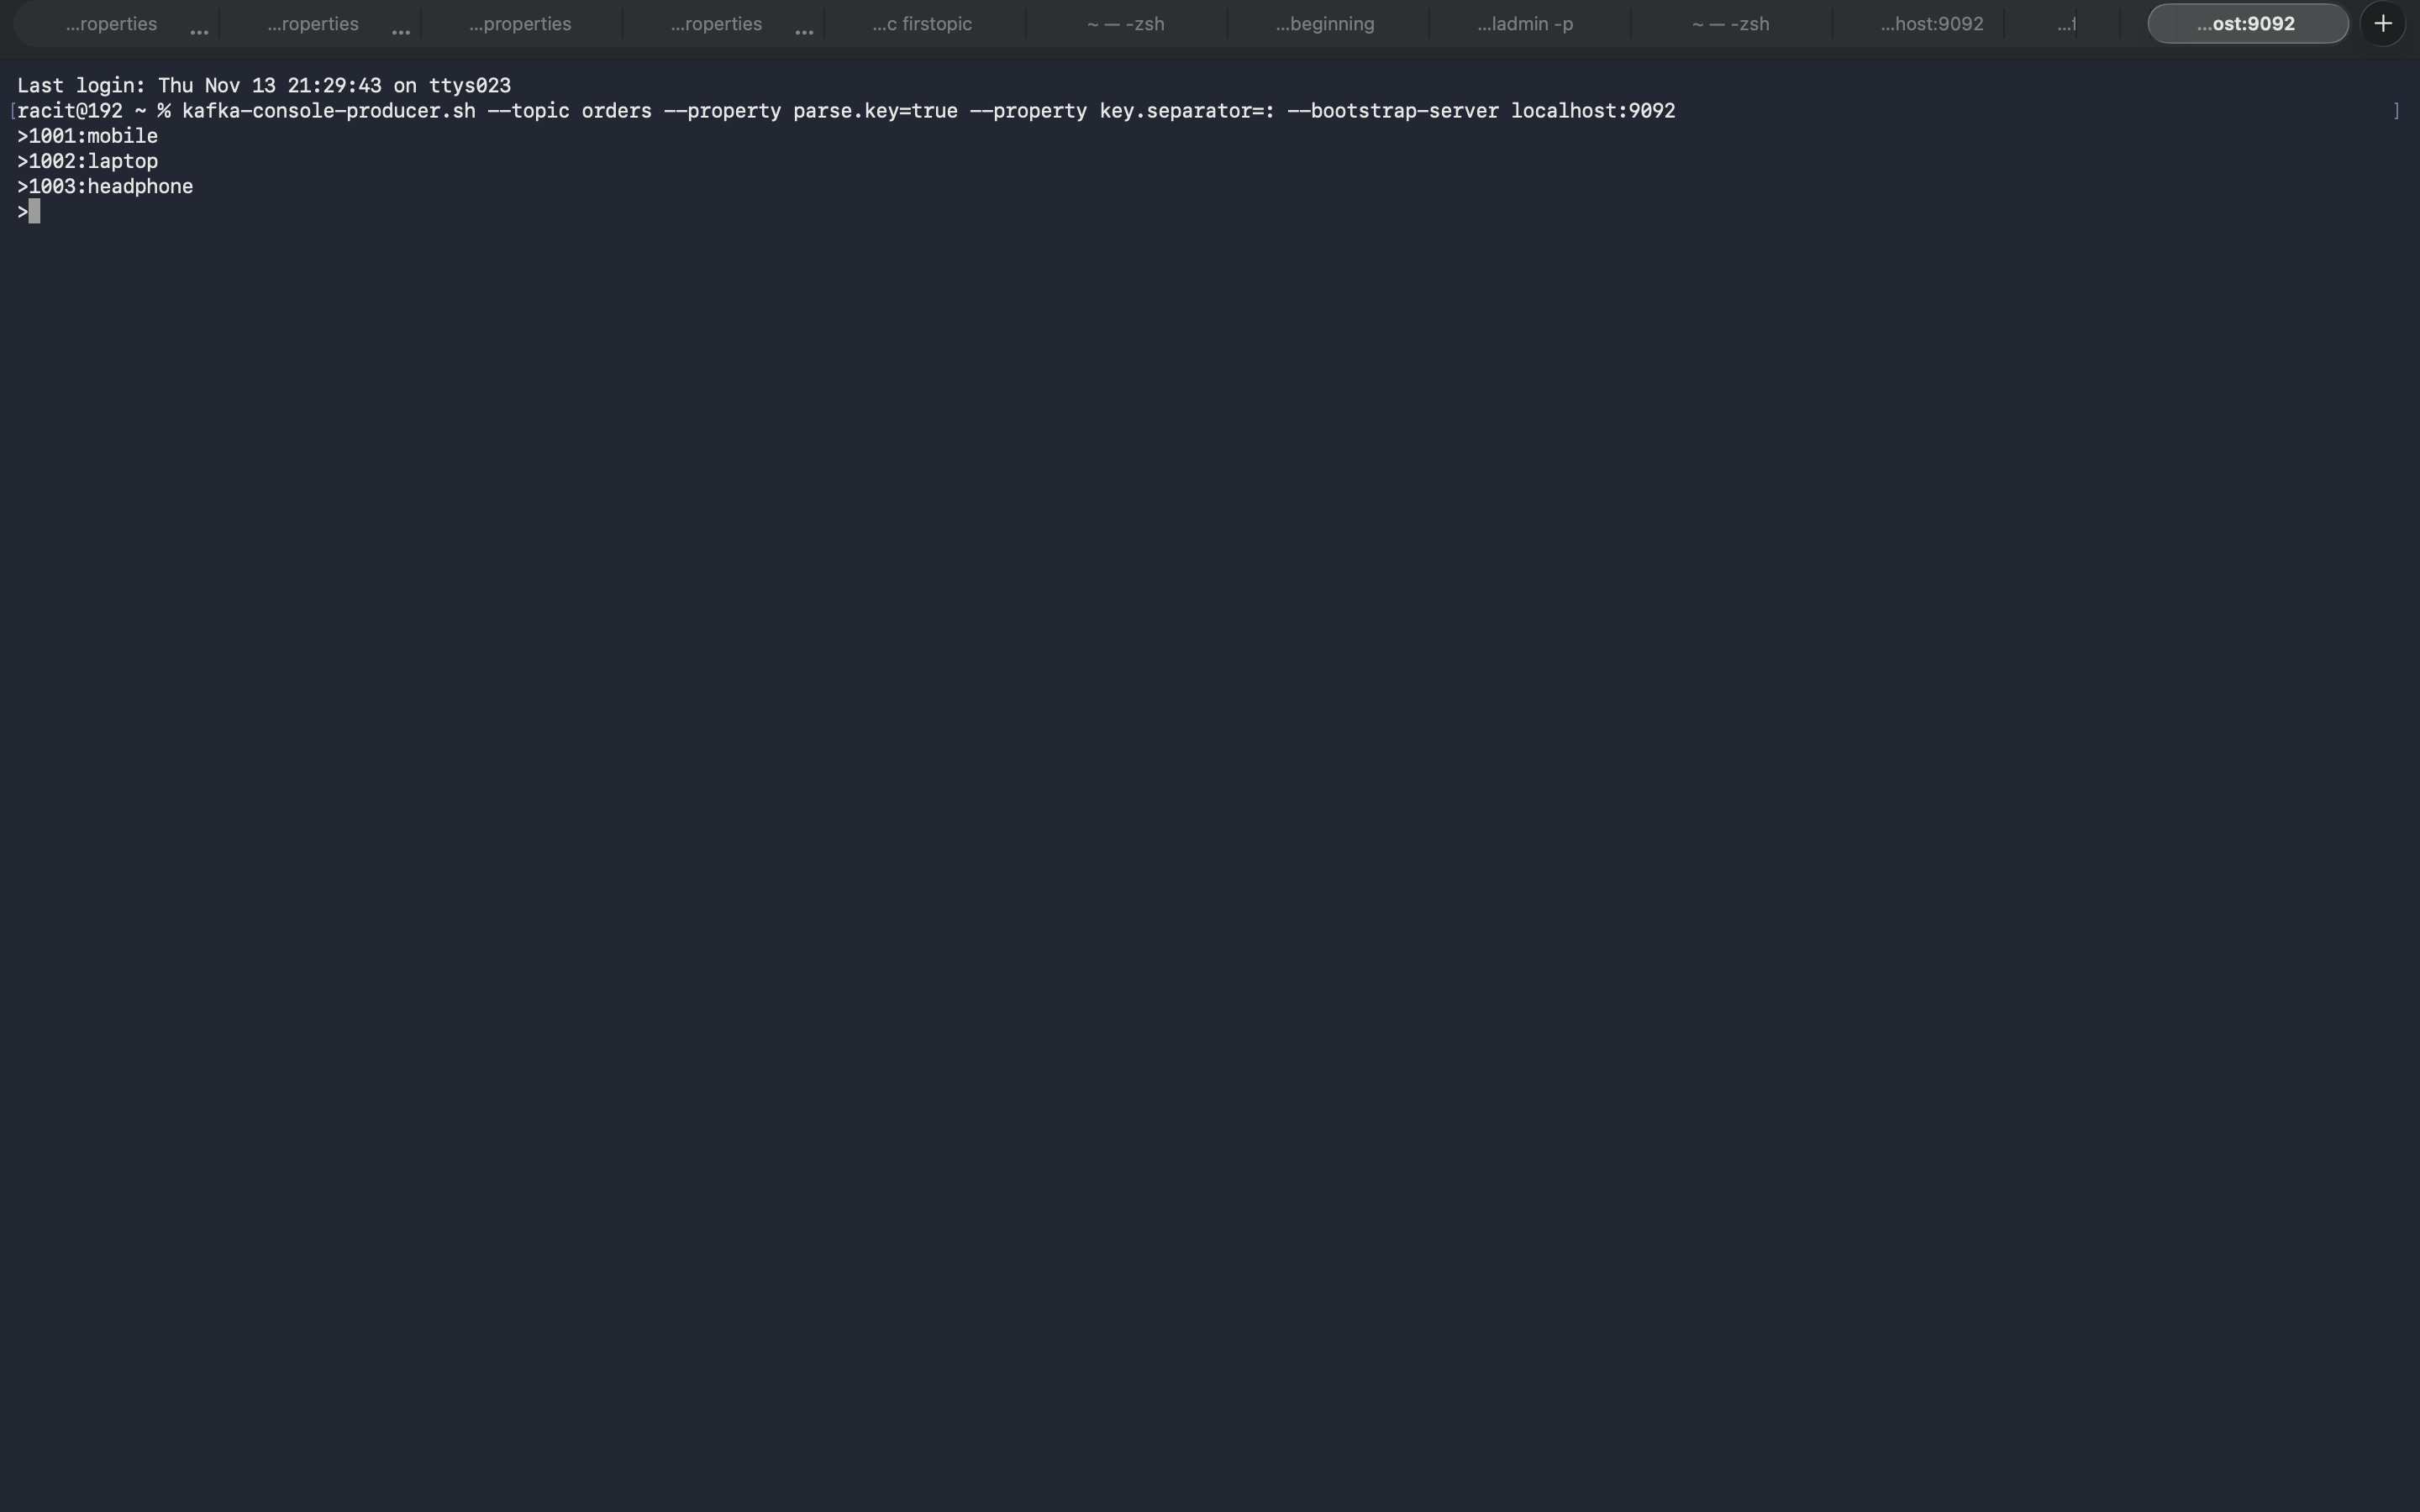 ...roperties ... ...roperties ... ...properties ...roperties ... ...c firstopic ~ — -zsh ...beginning ...ladmin -p ~ — -zsh ...host:9092 ...ost:9092 +
Last login: Thu Nov 13 21:29:43 on ttys023
[racit@192 ~ % kafka-console-producer.sh --topic orders --property parse.key=true --property key.separator=: --bootstrap-server localhost:9092 ]
>1001:mobile
>1002:laptop
>1003:headphone
>